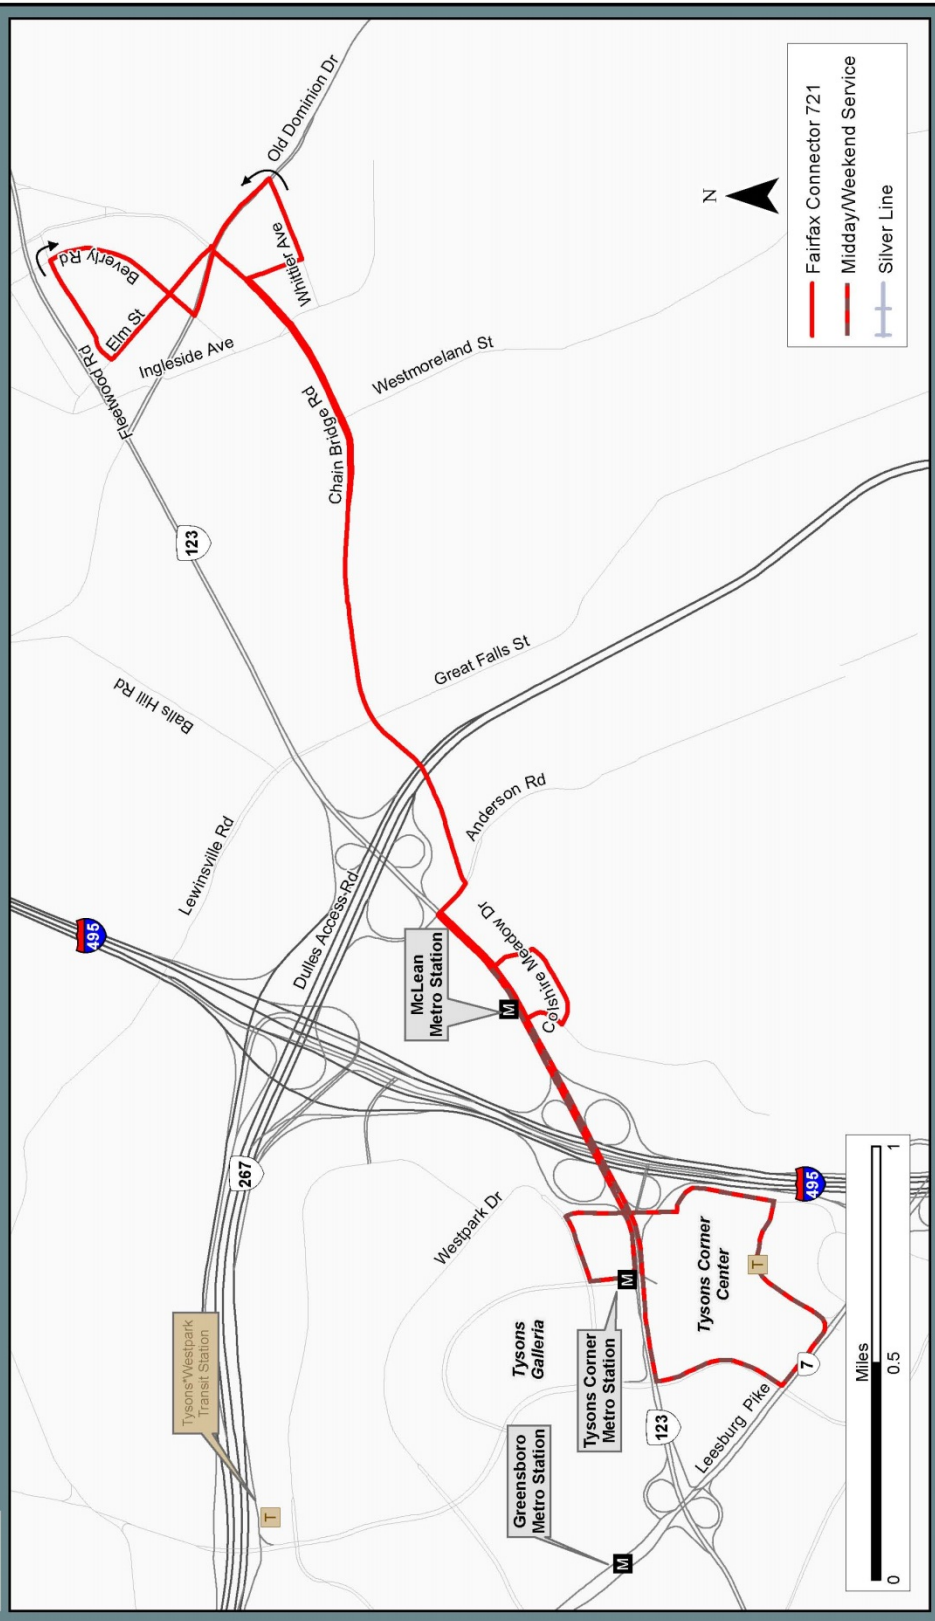 Tysons*Westpark
Transit Station
T
267
495
Lewinsville Rd
Balls Hill Rd
123
Fleetwood Rd
Elm St
Beverly Rd
Ingleside Ave
Whittier Ave
Old Dominion Dr
Dulles Access Rd
Chain Bridge Rd
Westmoreland St
Great Falls St
Anderson Rd
McLean
Metro Station
M
Colshire Meadow Dr
Westpark Dr
Greensboro
Metro Station
M
Tysons
Galleria
Tysons Corner
Metro Station
M
123
Tysons Corner
Center
T
Leesburg Pike
7
495
Miles
0
0.5
1
N
Fairfax Connector 721
Midday/Weekend Service
Silver Line